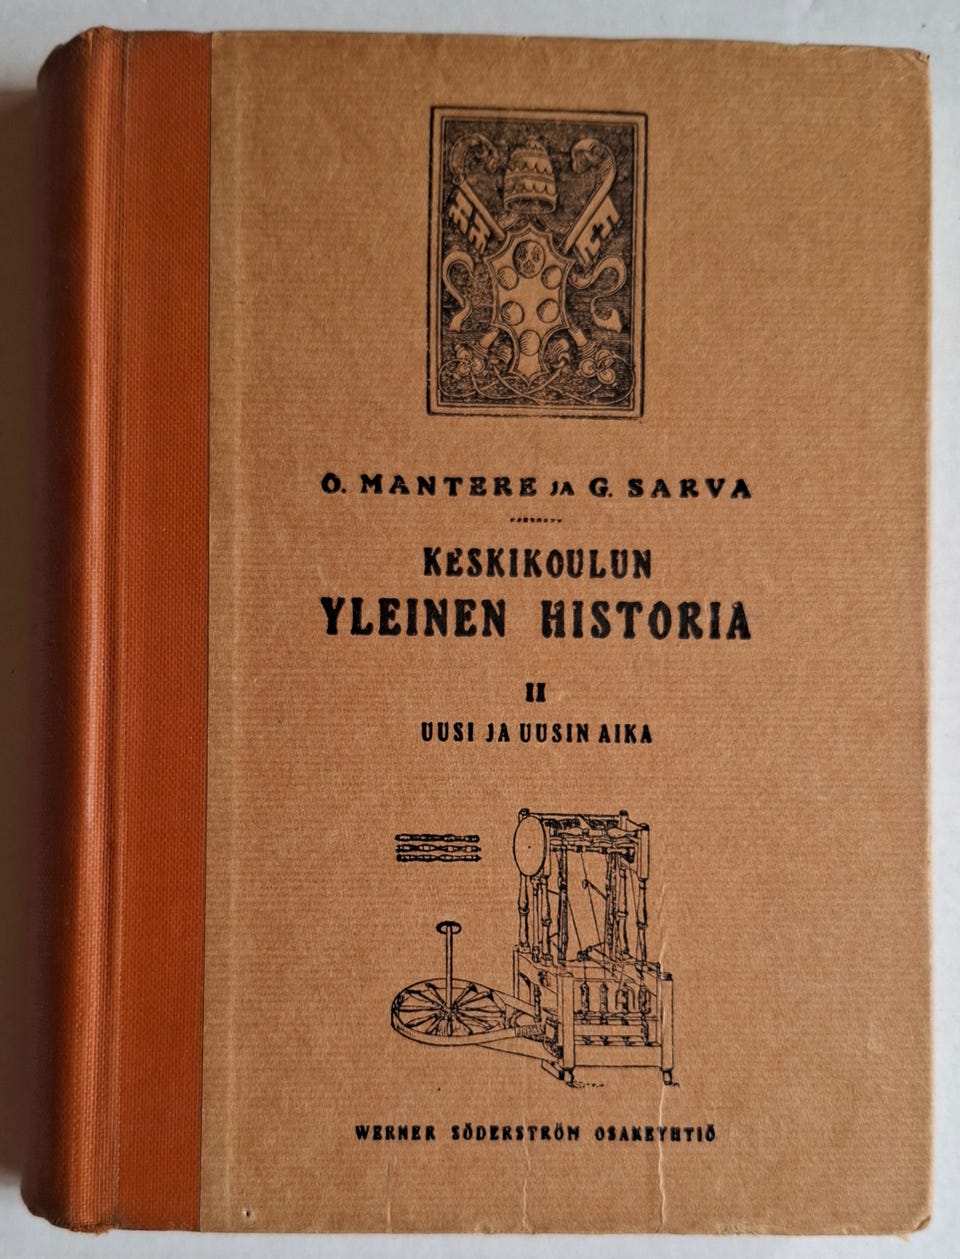 O. MANTERE JA G. SARVA
KESKIKOULUN
YLEINEN HISTORIA
II
UUSI JA UUSIN AIKA
WERNER SÖDERSTRÖM OSAKEYHTIÖ